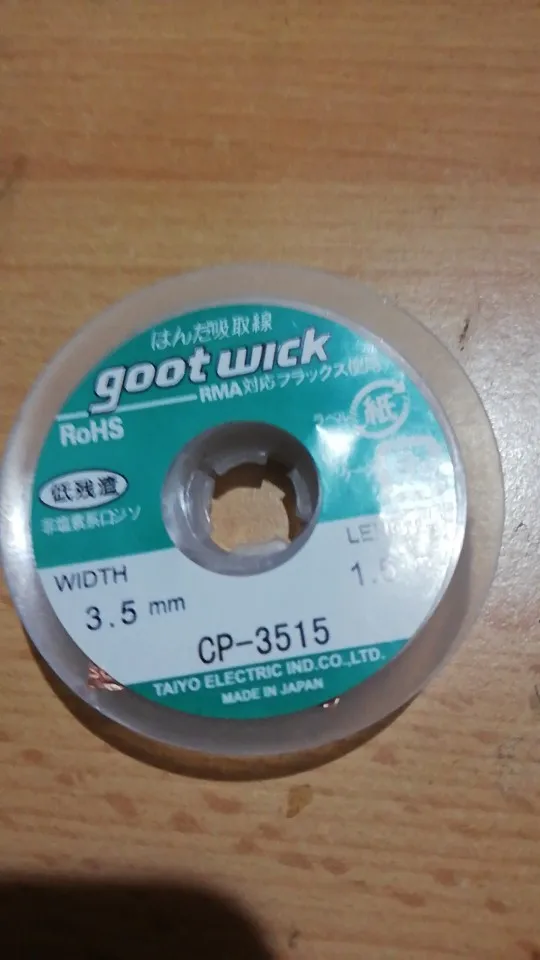 はんだ吸取線
goot wick
RMA対応フラックス使用
RoHS
ラベル 紙
低残渣
非塩素系ロジン
WIDTH
3.5 mm
1.5
CP-3515
TAIYO ELECTRIC IND.CO.,LTD.
MADE IN JAPAN